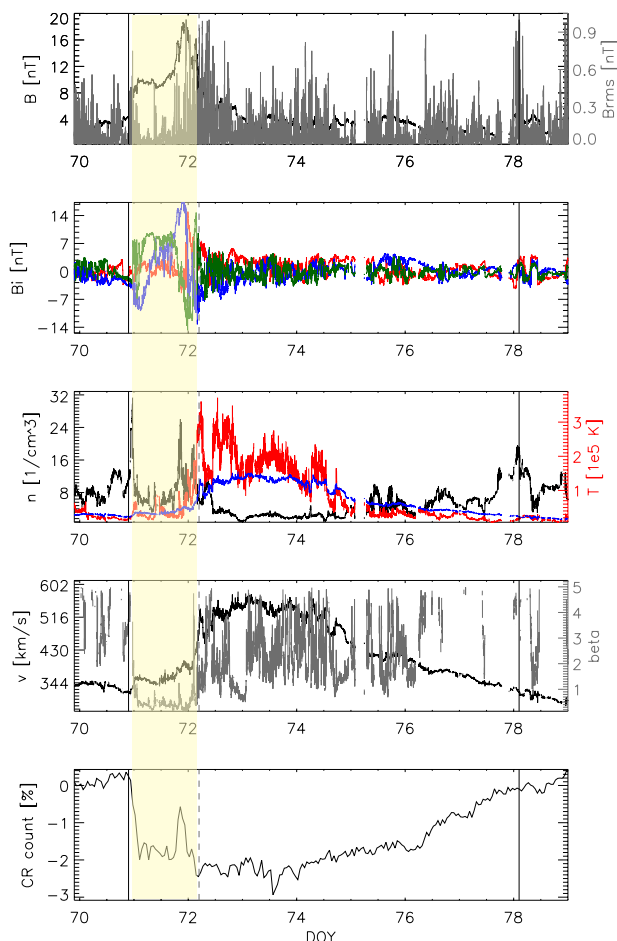 20
16
12
8
4
B [nT]
0.9
0.6
0.3
0.0
Brms [nT]
70 72 74 76 78
14
7
0
-7
-14
Bi [nT]
70 72 74 76 78
32
24
16
8
n [1/cm^3]
3
2
1
T [1e5 K]
70 72 74 76 78
602
516
430
344
v [km/s]
5
4
3
2
1
beta
70 72 74 76 78
0
-1
-2
-3
CR count [%]
70 72 74 76 78
DOY